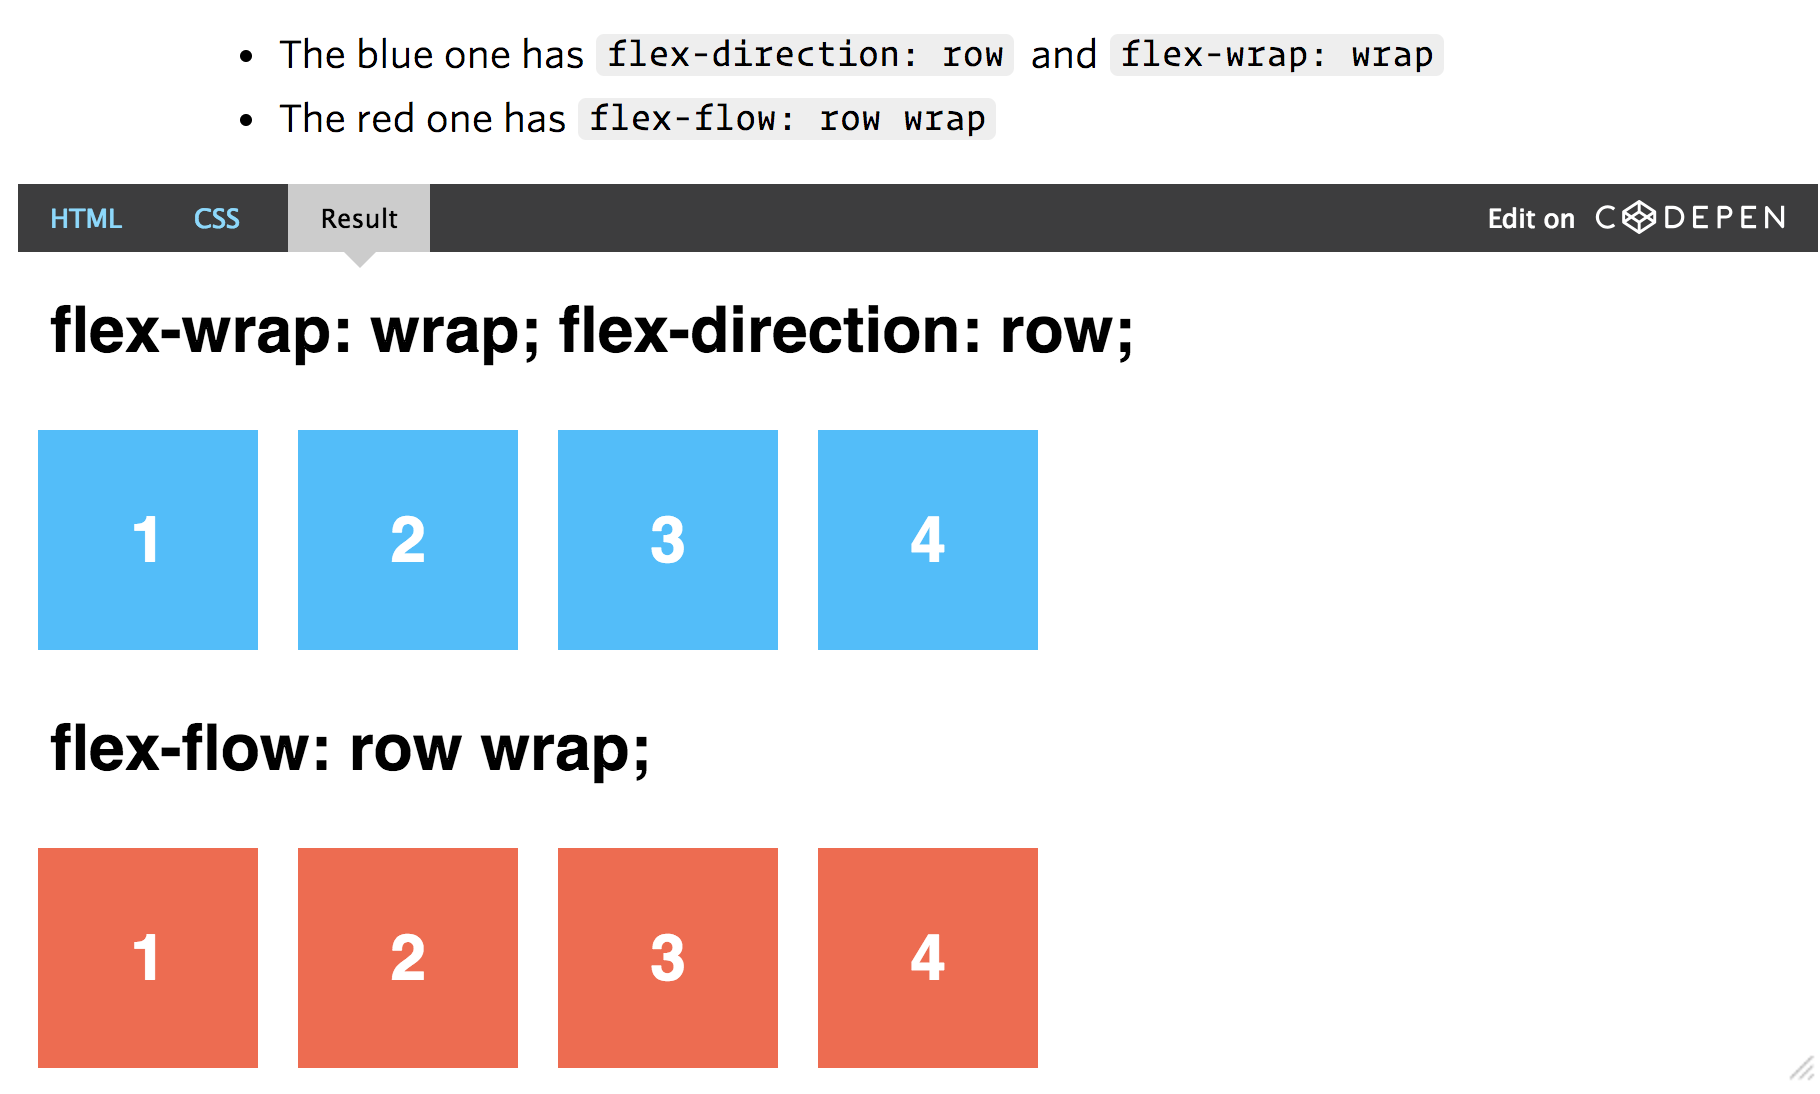 • The blue one has flex-direction: row and flex-wrap: wrap
• The red one has flex-flow: row wrap
HTML CSS Result Edit on CODEPEN
flex-wrap: wrap; flex-direction: row;
1 2 3 4
flex-flow: row wrap;
1 2 3 4